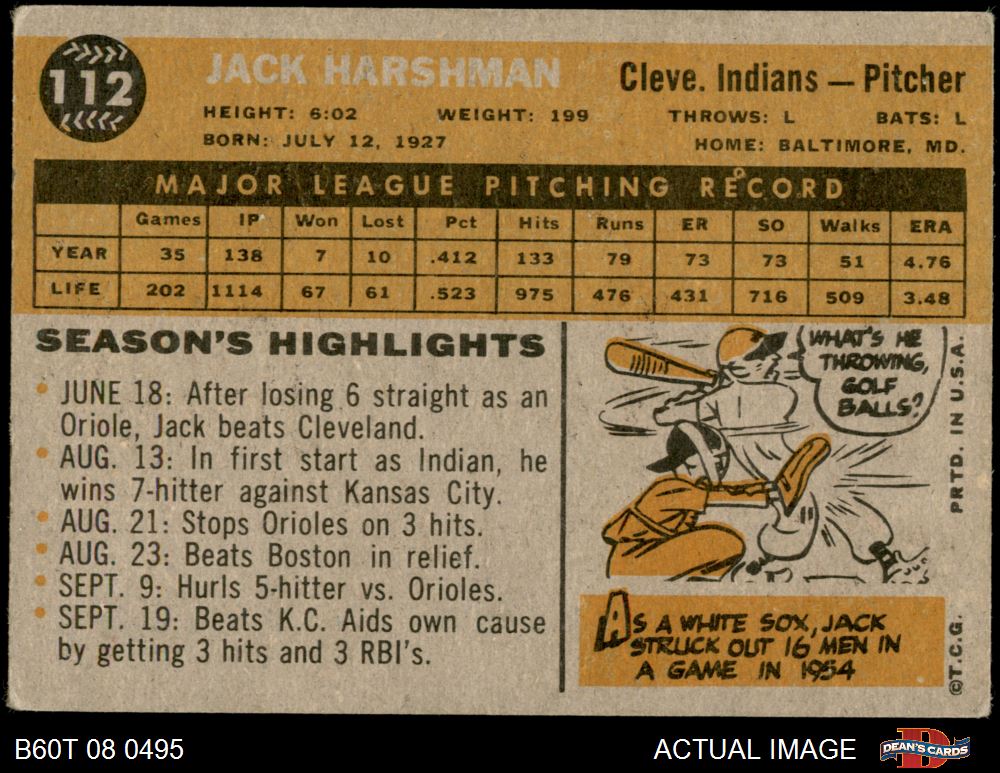 112
JACK HARSHMAN
Cleve. Indians — Pitcher
HEIGHT: 6:02 WEIGHT: 199 THROWS: L BATS: L
BORN: JULY 12, 1927 HOME: BALTIMORE, MD.
MAJOR LEAGUE PITCHING RECORD
Games IP Won Lost Pct Hits Runs ER SO Walks ERA
YEAR 35 138 7 10 .412 133 79 73 73 51 4.76
LIFE 202 1114 67 61 .523 975 476 431 716 509 3.48
SEASON'S HIGHLIGHTS
• JUNE 18: After losing 6 straight as an
Oriole, Jack beats Cleveland.
• AUG. 13: In first start as Indian, he
wins 7-hitter against Kansas City.
• AUG. 21: Stops Orioles on 3 hits.
• AUG. 23: Beats Boston in relief.
• SEPT. 9: Hurls 5-hitter vs. Orioles.
• SEPT. 19: Beats K.C. Aids own cause
by getting 3 hits and 3 RBI's.
WHAT'S HE
THROWING,
GOLF
BALLS?
AS A WHITE SOX, JACK
STRUCK OUT 16 MEN IN
A GAME IN 1954
PRTD. IN U.S.A.
©T.C.G.
B60T 08 0495
ACTUAL IMAGE
DEAN'S CARDS